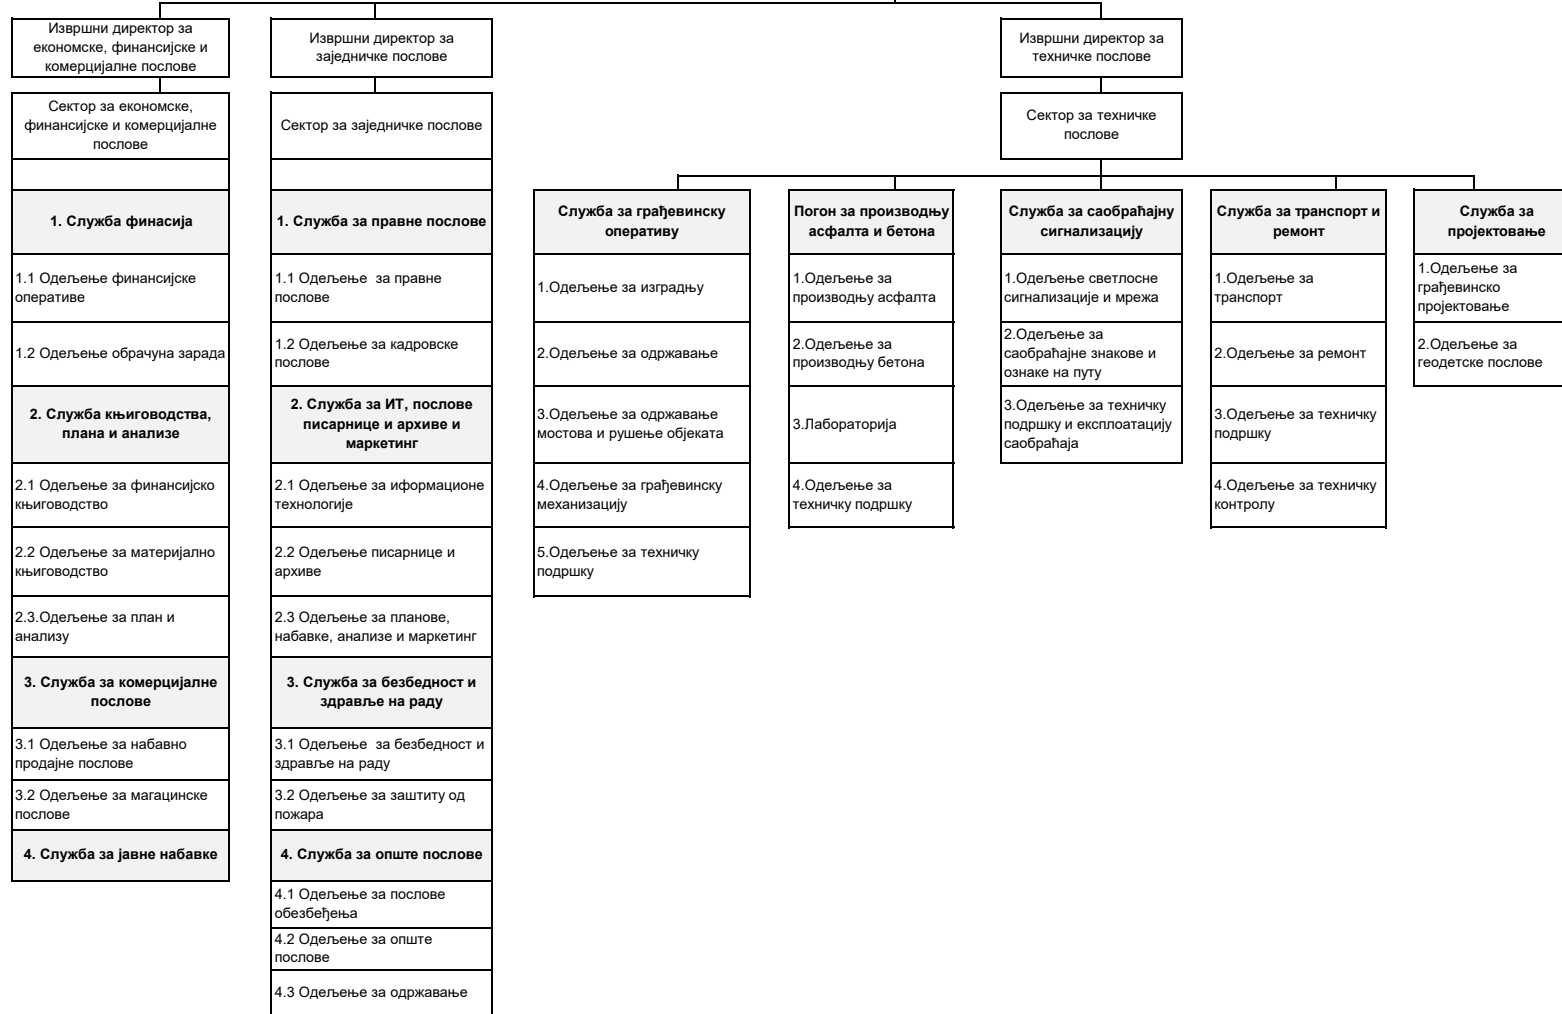 Извршни директор за
економске, финансијске и
комерцијалне послове
Извршни директор за
заједничке послове
Извршни директор за
техничке послове
Сектор за економске,
финансијске и комерцијалне
послове
Сектор за заједничке послове
Сектор за техничке
послове
1. Служба финасија
1.1 Одељење финансијске
оперативе
1.2 Одељење обрачуна зарада
2. Служба књиговодства,
плана и анализе
2.1 Одељење за финансијско
књиговодство
2.2 Одељење за материјално
књиговодство
2.3.Одељење за план и
анализу
3. Служба за комерцијалне
послове
3.1 Одељење за набавно
продајне послове
3.2 Одељење за магацинске
послове
4. Служба за јавне набавке
1. Служба за правне послове
1.1 Одељење  за правне
послове
1.2 Одељење за кадровске
послове
2. Служба за ИТ, послове
писарнице и архиве и
маркетинг
2.1 Одељење за иформационе
технологије
2.2 Одељење писарнице и
архиве
2.3 Одељење за планове,
набавке, анализе и маркетинг
3. Служба за безбедност и
здравље на раду
3.1 Одељење  за безбедност и
здравље на раду
3.2 Одељење за заштиту од
пожара
4. Служба за опште послове
4.1 Одељење за послове
обезбеђења
4.2 Одељење за опште
послове
4.3 Одељење за одржавање
Служба за грађевинску
оперативу
1.Одељење за изградњу
2.Одељење за одржавање
3.Одељење за одржавање
мостова и рушење објеката
4.Одељење за грађевинску
механизацију
5.Одељење за техничку
подршку
Погон за производњу
асфалта и бетона
1.Одељење за
производњу асфалта
2.Одељење за
производњу бетона
3.Лабораторија
4.Одељење за
техничку подршку
Служба за саобраћајну
сигнализацију
1.Одељење светлосне
сигнализације и мрежа
2.Одељење за
саобраћајне знакове и
ознаке на путу
3.Одељење за техничку
подршку и експлоатацију
саобраћаја
Служба за транспорт и
ремонт
1.Одељење за
транспорт
2.Одељење за ремонт
3.Одељење за техничку
подршку
4.Одељење за техничку
контролу
Служба за
пројектовање
1.Одељење за
грађевинско
пројектовање
2.Одељење за
геодетске послове